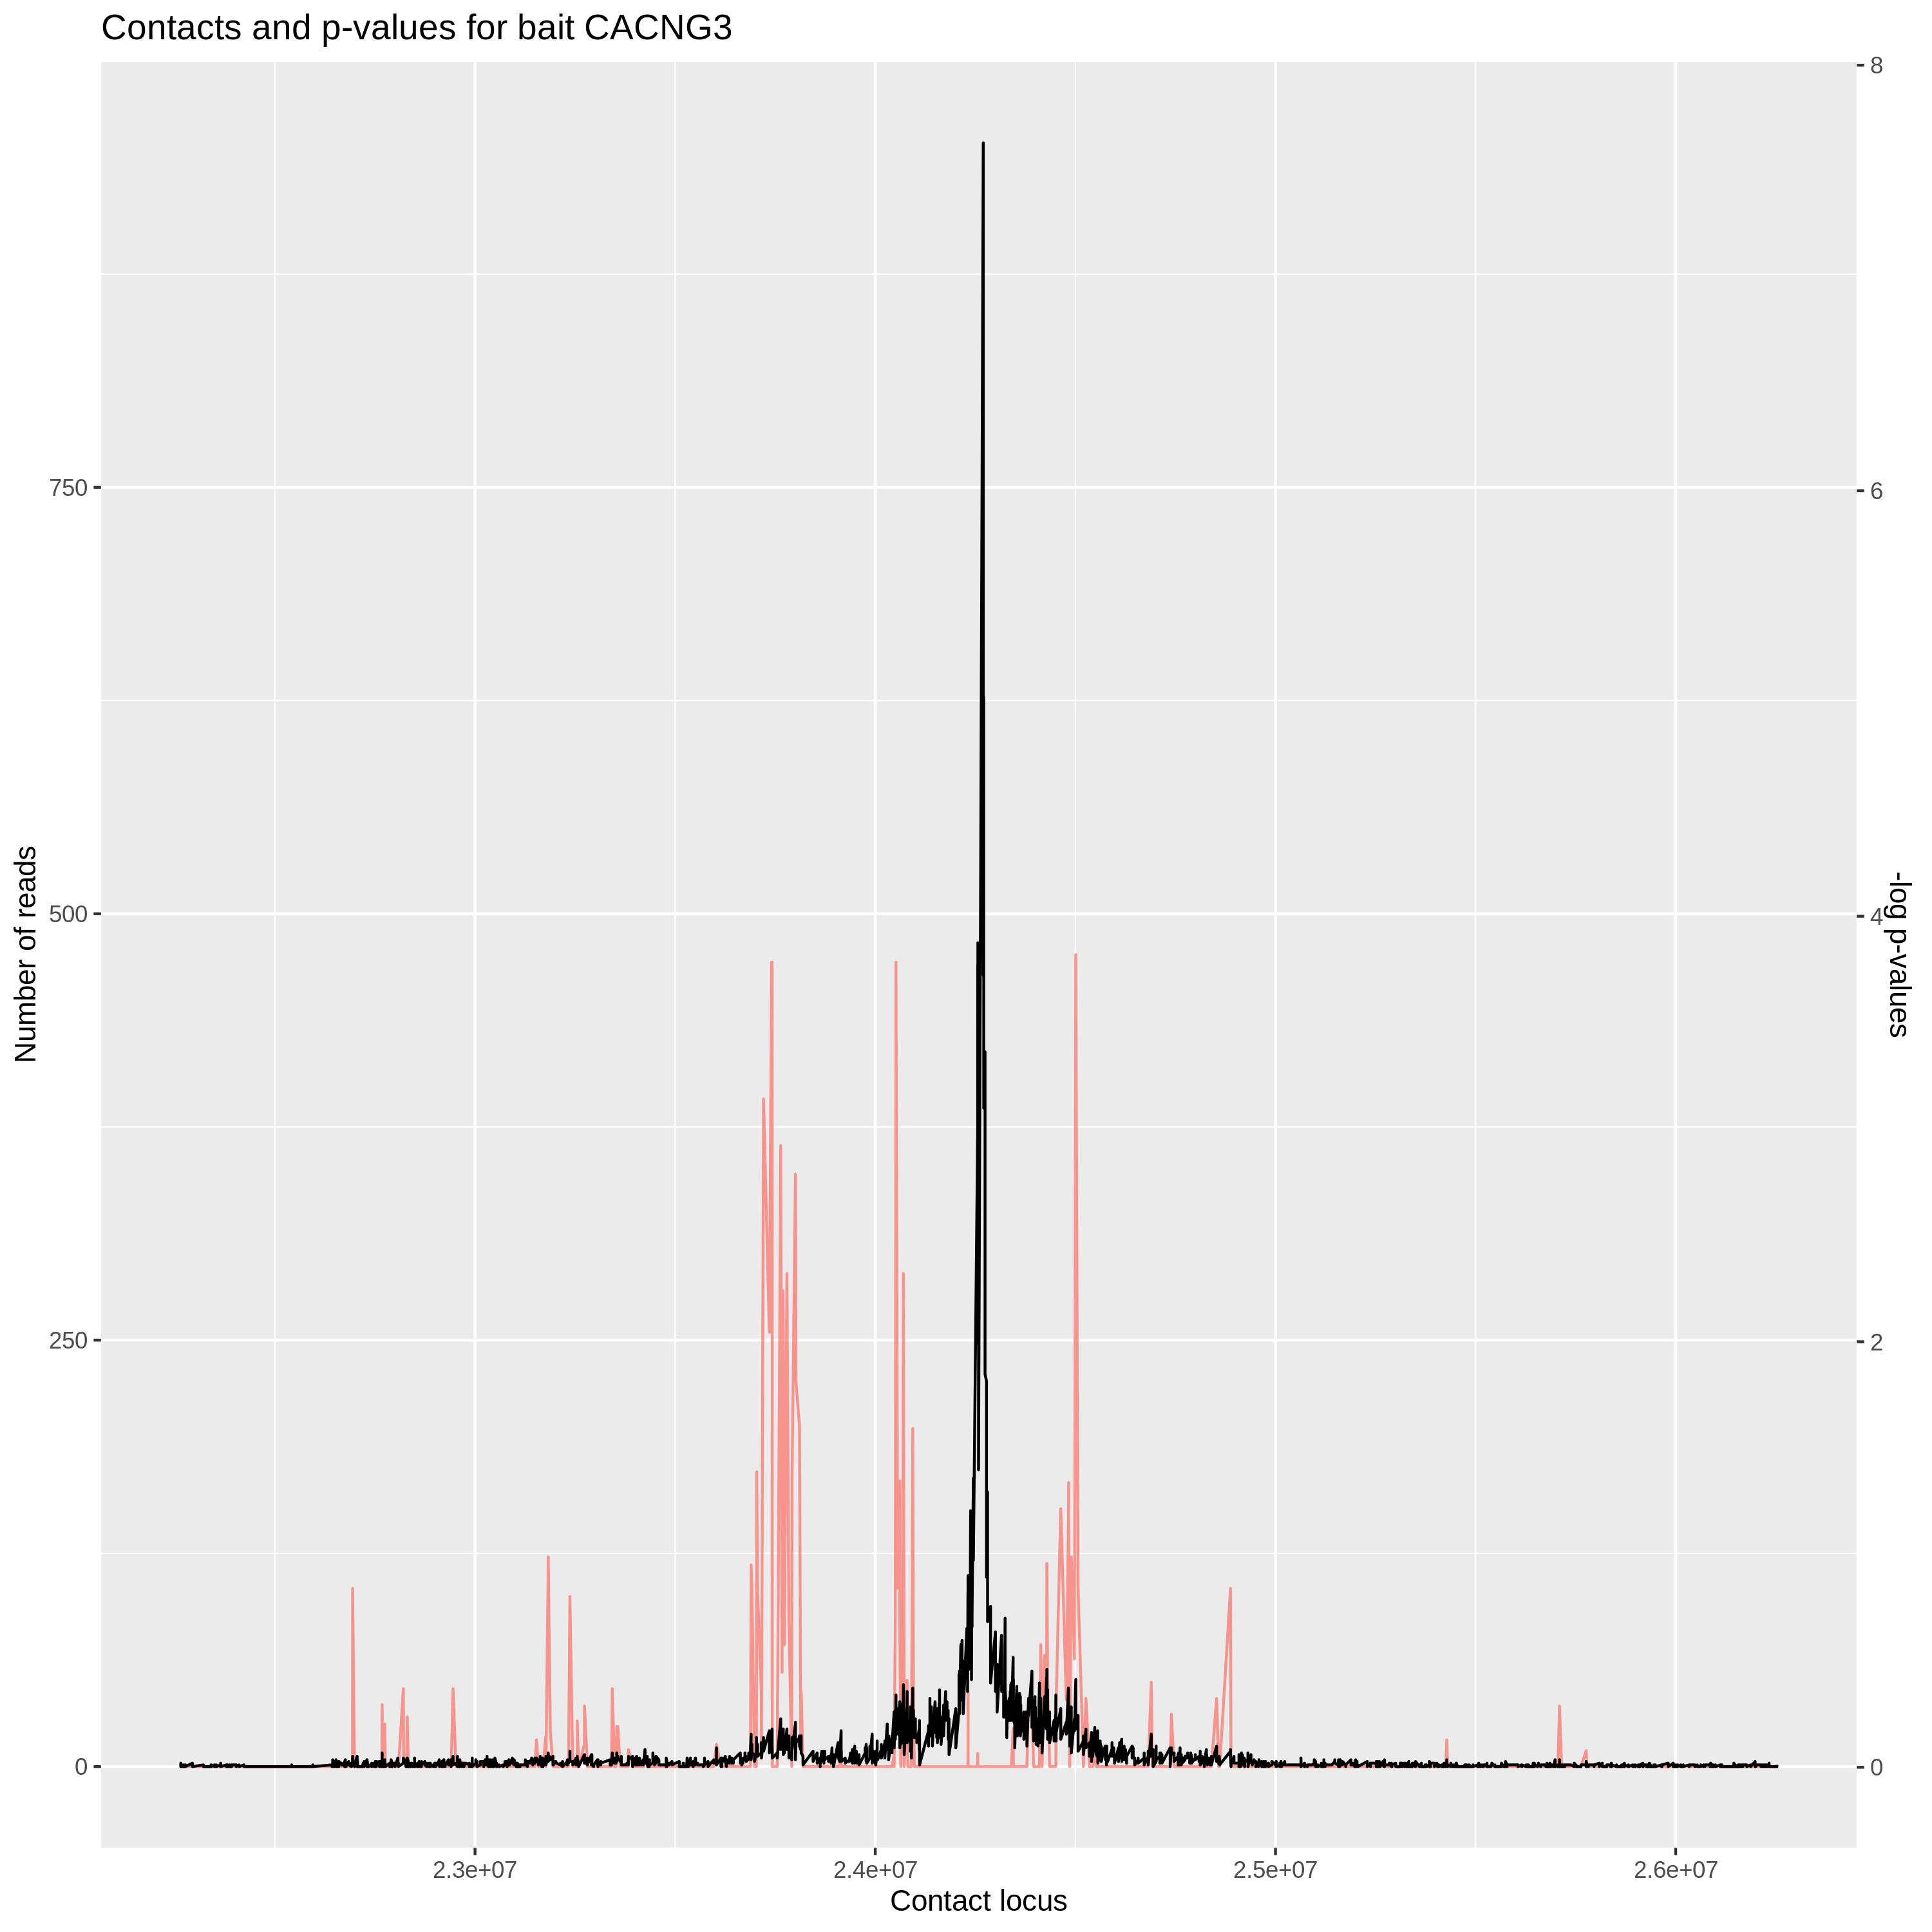 Contacts and p-values for bait CACNG3
Number of reads
750
500
250
0
8
6
4
2
0
-log p-values
2.3e+07
2.4e+07
2.5e+07
2.6e+07
Contact locus